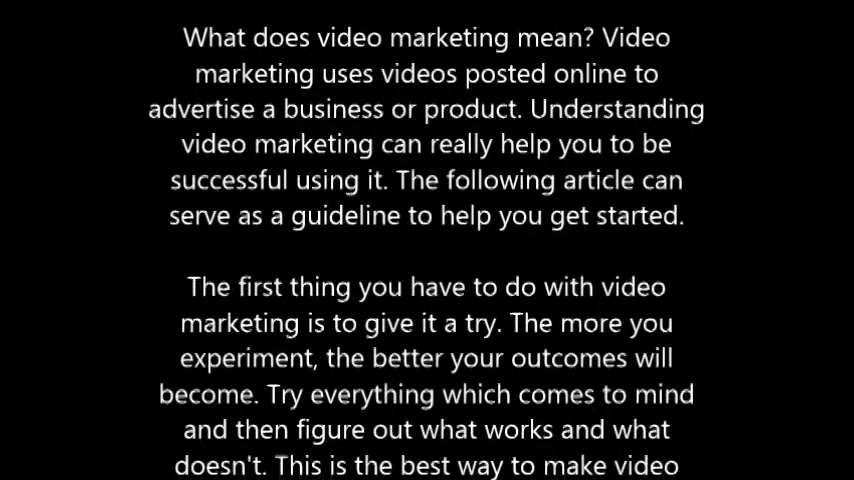 What does video marketing mean? Video
marketing uses videos posted online to
advertise a business or product. Understanding
video marketing can really help you to be
successful using it. The following article can
serve as a guideline to help you get started.
The first thing you have to do with video
marketing is to give it a try. The more you
experiment, the better your outcomes will
become. Try everything which comes to mind
and then figure out what works and what
doesn't. This is the best way to make video